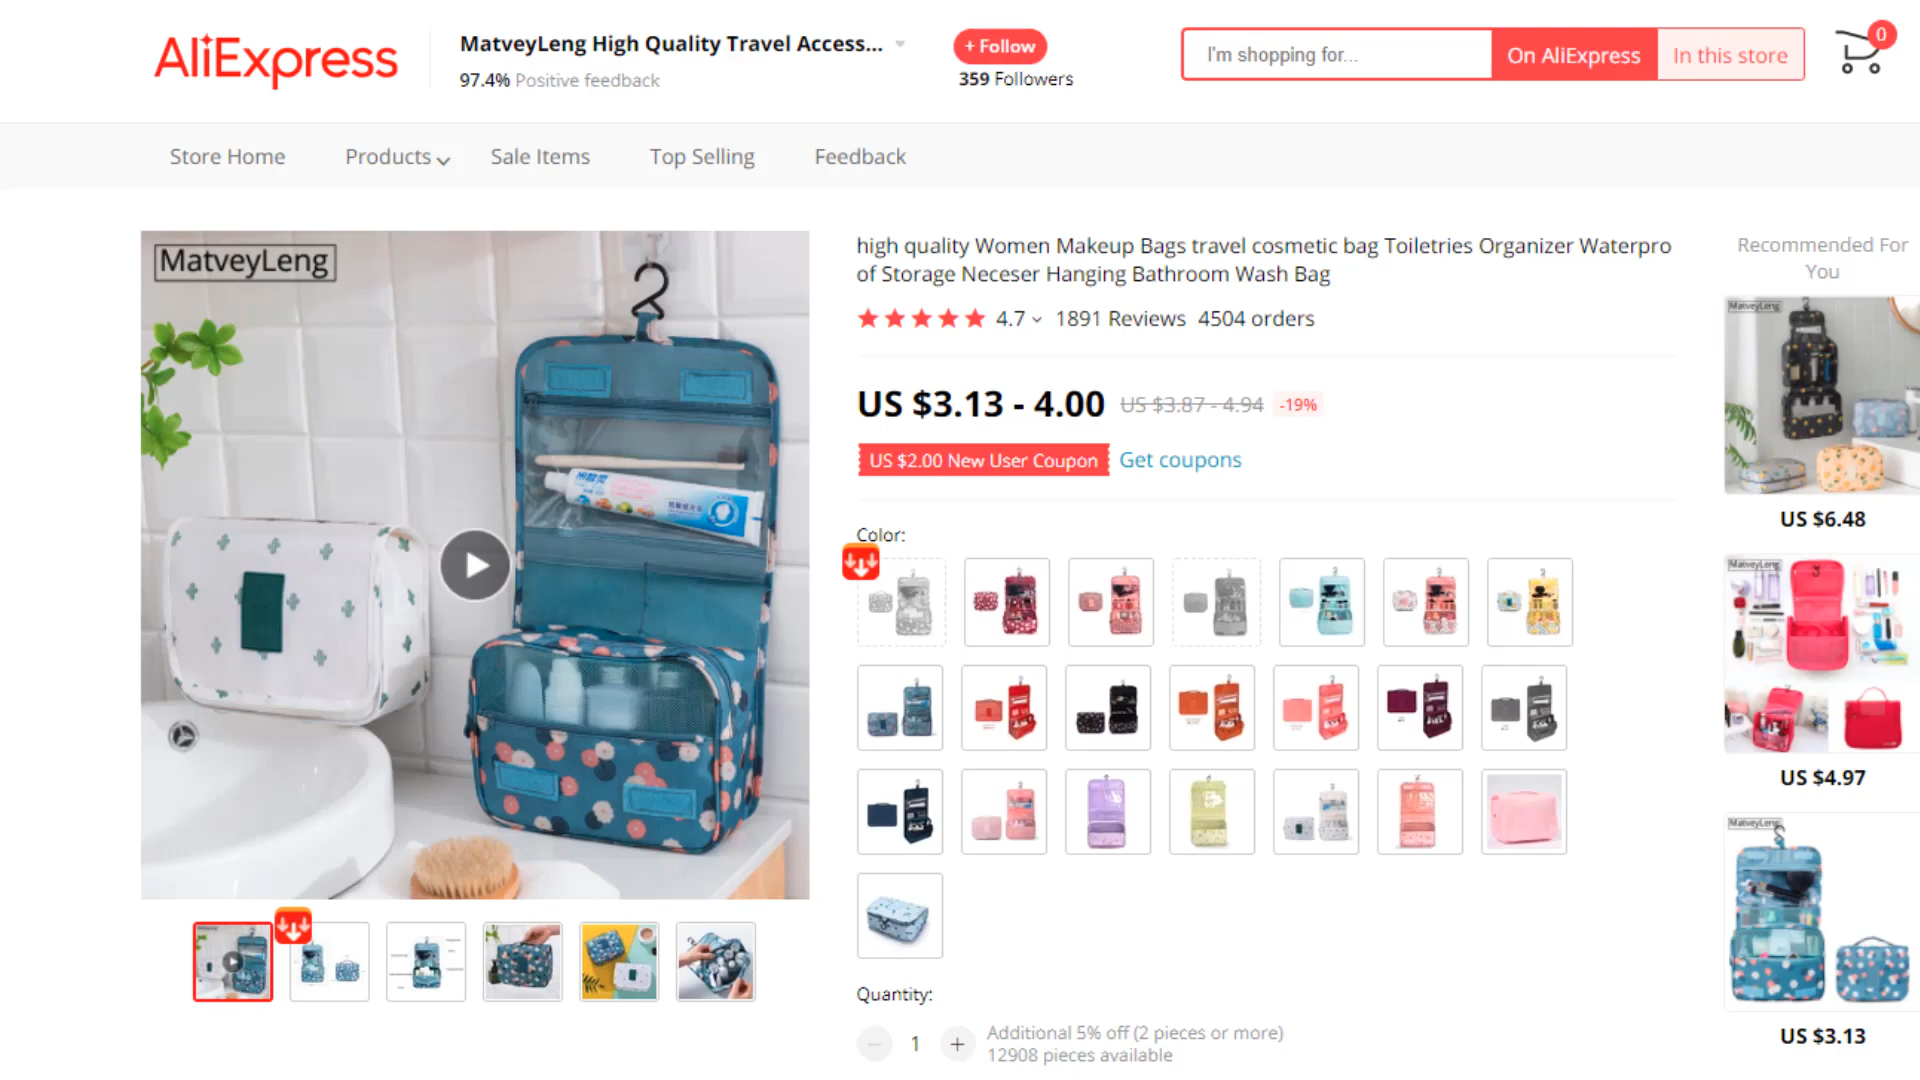 AliExpress
MatveyLeng High Quality Travel Access...
97.4% Positive feedback
+ Follow
359 Followers
I'm shopping for...
On AliExpress
In this store
0
Store Home
Products
Sale Items
Top Selling
Feedback
MatveyLeng
high quality Women Makeup Bags travel cosmetic bag Toiletries Organizer Waterpro
of Storage Neceser Hanging Bathroom Wash Bag
4.7
1891 Reviews
4504 orders
US $3.13 - 4.00
US $3.87 - 4.94
-19%
US $2.00 New User Coupon
Get coupons
Color:
Quantity:
1
Additional 5% off (2 pieces or more)
12908 pieces available
Recommended For
You
MatveyLeng
US $6.48
MatveyLeng
US $4.97
MatveyLeng
US $3.13